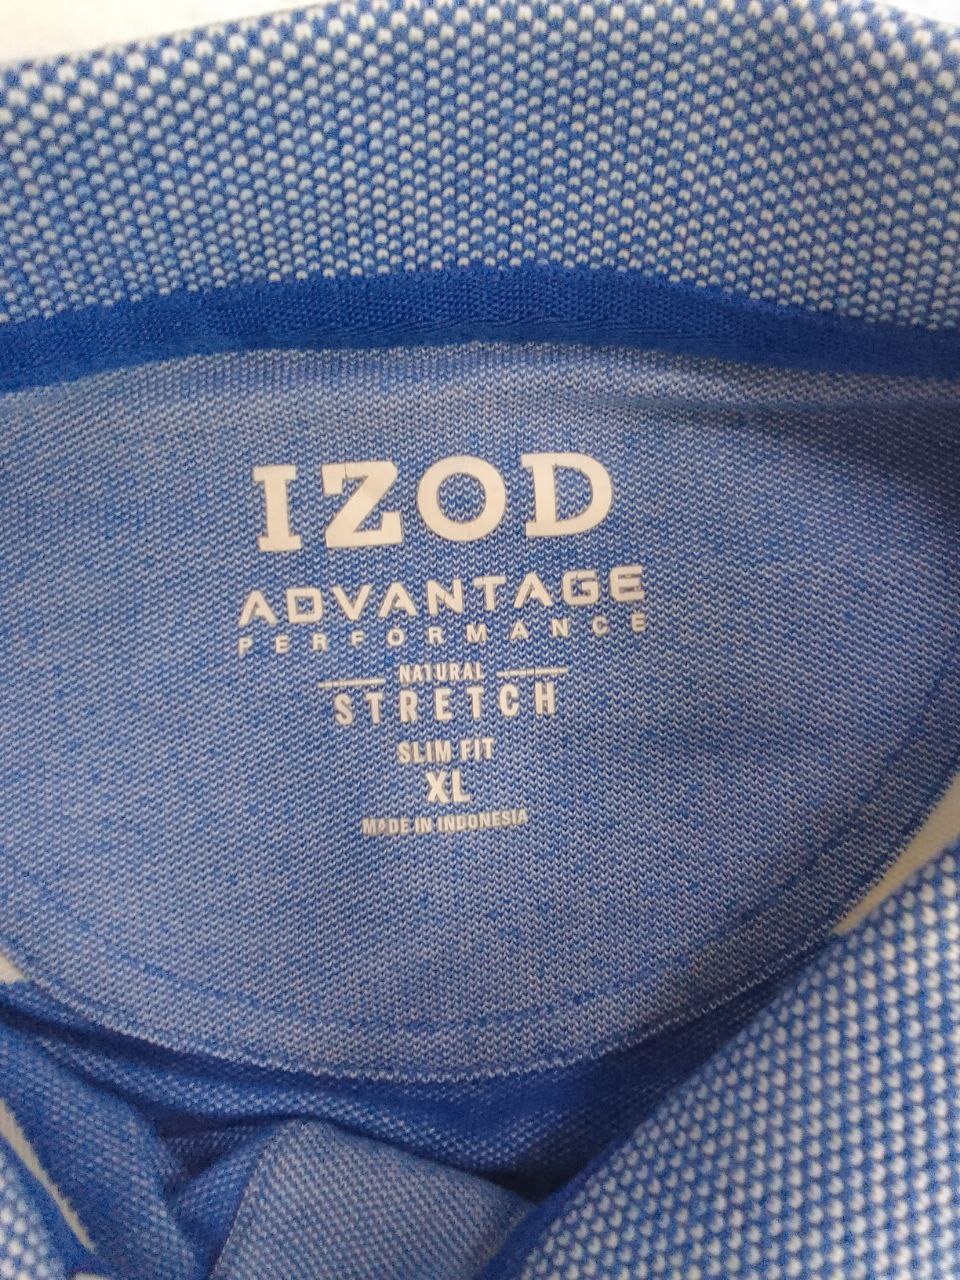 IZOD
ADVANTAGE
PERFORMANCE
NATURAL
STRETCH
SLIM FIT
XL
MADE IN INDONESIA